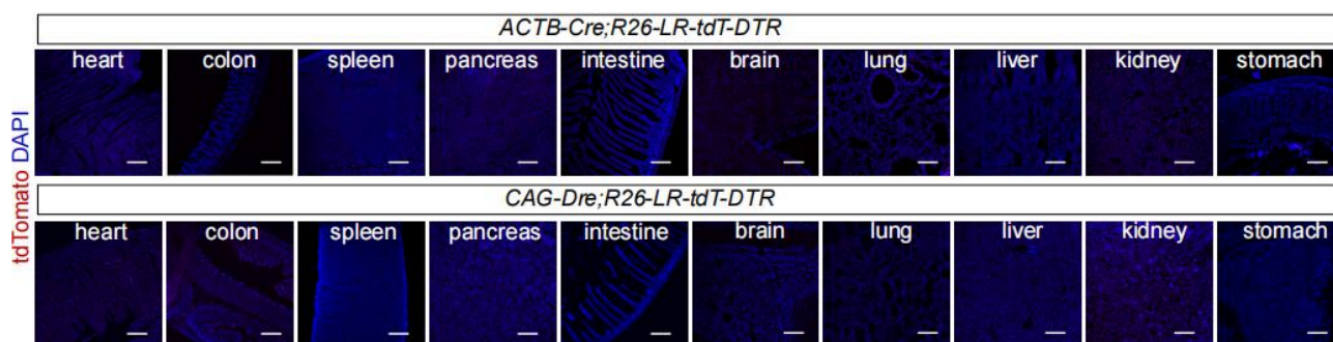 ACTB-Cre;R26-LR-tdT-DTR
heart colon spleen pancreas intestine brain lung liver kidney stomach
CAG-Dre;R26-LR-tdT-DTR
heart colon spleen pancreas intestine brain lung liver kidney stomach
tdTomato DAPI